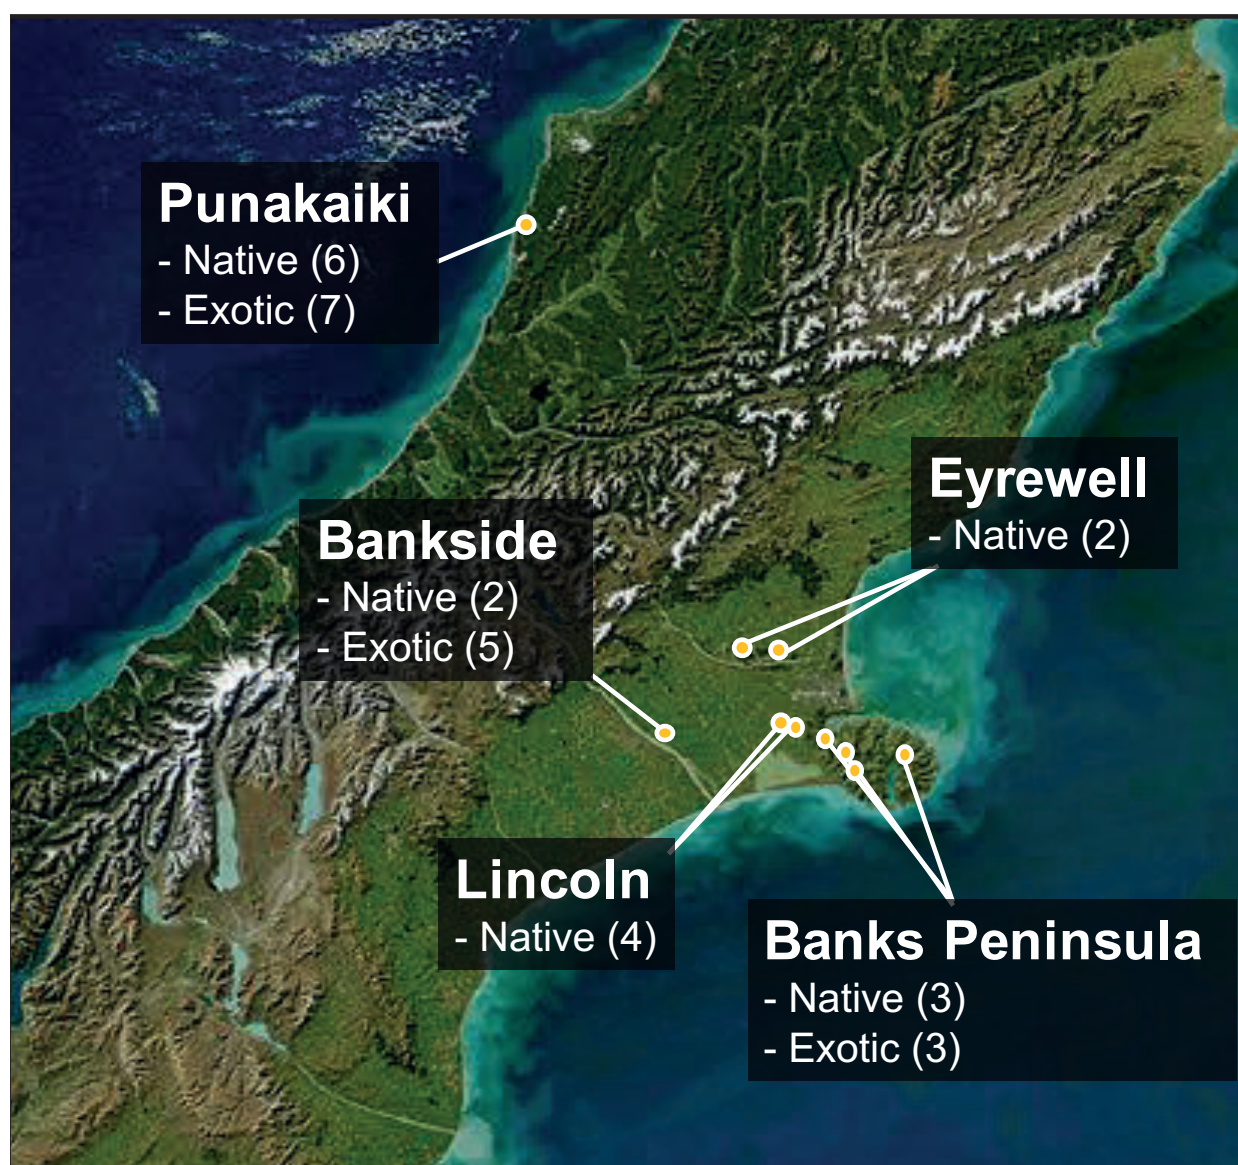 Punakaiki
- Native (6)
- Exotic (7)
Eyrewell
- Native (2)
Bankside
- Native (2)
- Exotic (5)
Lincoln
- Native (4)
Banks Peninsula
- Native (3)
- Exotic (3)